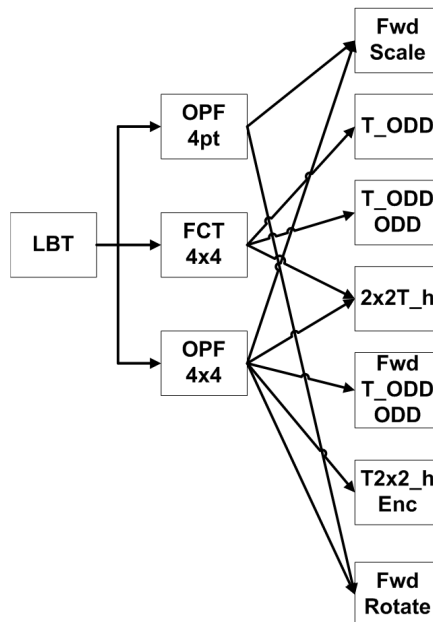 Fwd
Scale
OPF
4pt
T_ODD
T_ODD
ODD
LBT
FCT
4x4
2x2T_h
OPF
4x4
Fwd
T_ODD
ODD
T2x2_h
Enc
Fwd
Rotate